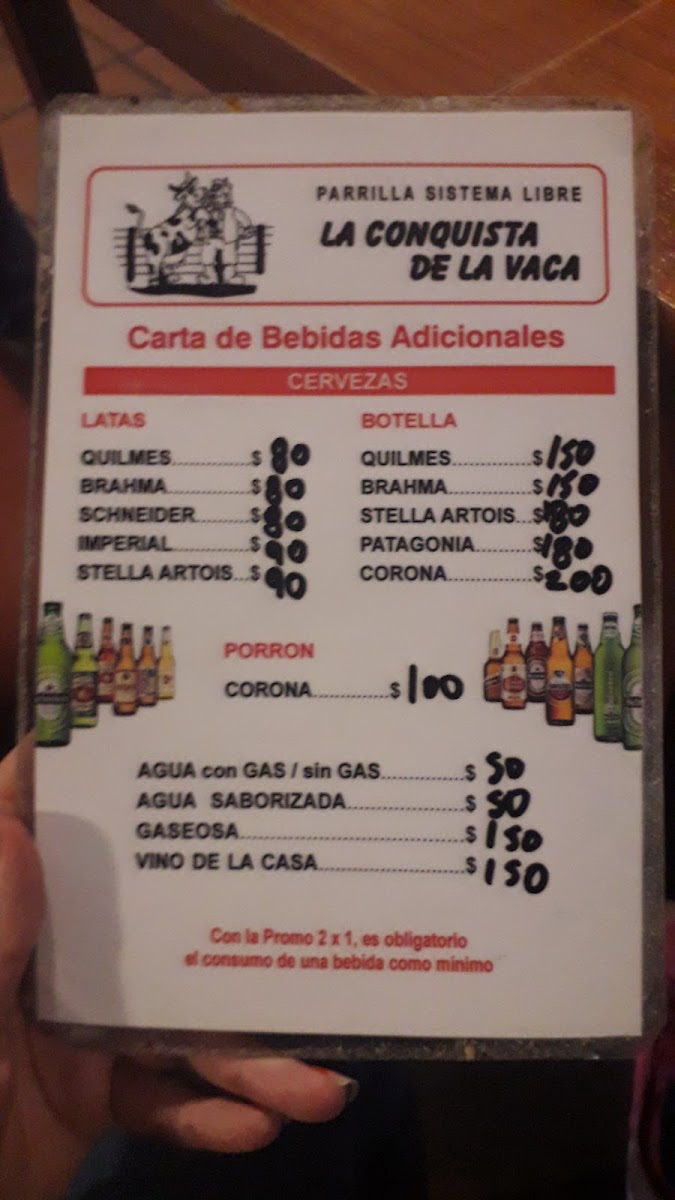 PARRILLA SISTEMA LIBRE
LA CONQUISTA
DE LA VACA
Carta de Bebidas Adicionales
CERVEZAS
LATAS
QUILMES..............$ 80
BRAHMA...............$ 80
SCHNEIDER..........$ 80
IMPERIAL..............$ 90
STELLA ARTOIS...$ 90
BOTELLA
QUILMES..............$ 150
BRAHMA...............$ 150
STELLA ARTOIS...$ 180
PATAGONIA..........$ 180
CORONA...............$ 200
PORRON
CORONA.............$ 100
AGUA con GAS / sin GAS..............$ 50
AGUA SABORIZADA....................$ 50
GASEOSA......................................$ 150
VINO DE LA CASA.........................$ 150
Con la Promo 2 x 1, es obligatorio
el consumo de una bebida como minimo